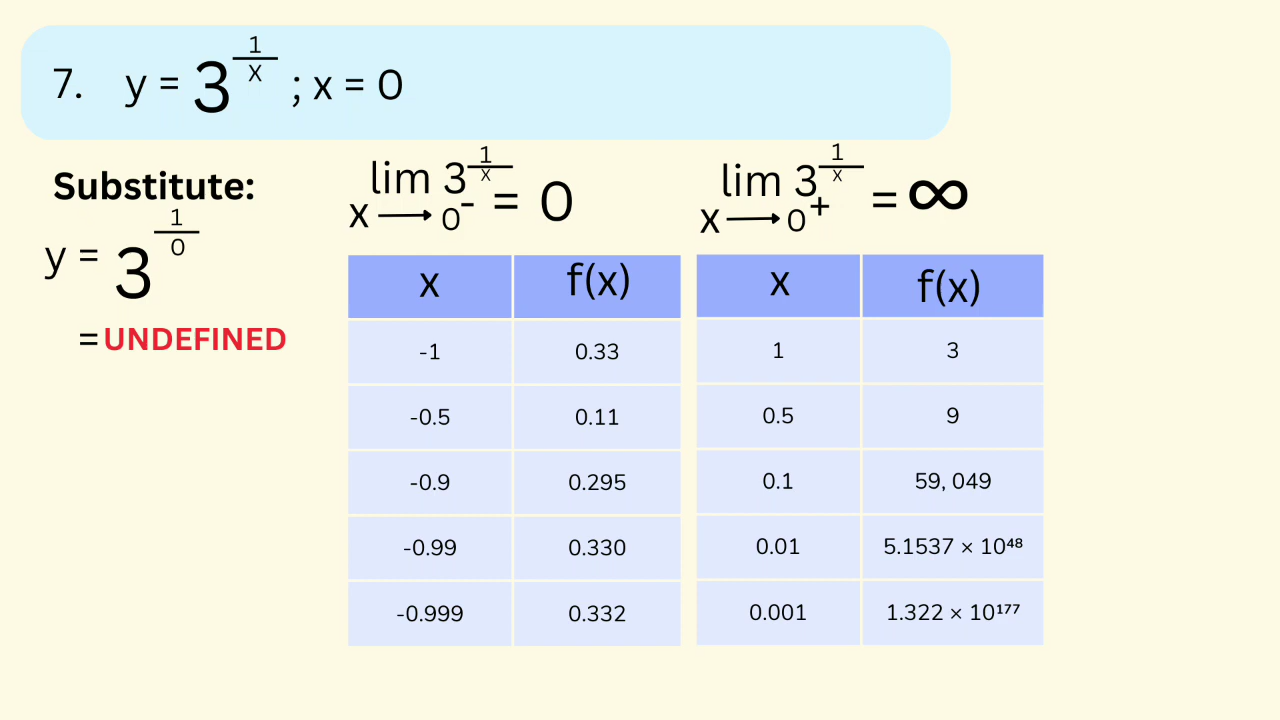 7. y = 3^(1/x) ; x = 0
Substitute:
y = 3^(1/0)
= UNDEFINED
lim 3^(1/x) = 0
x → 0⁻
x f(x)
-1 0.33
-0.5 0.11
-0.9 0.295
-0.99 0.330
-0.999 0.332
lim 3^(1/x) = ∞
x → 0⁺
x f(x)
1 3
0.5 9
0.1 59, 049
0.01 5.1537 × 10⁴⁸
0.001 1.322 × 10¹⁷⁷